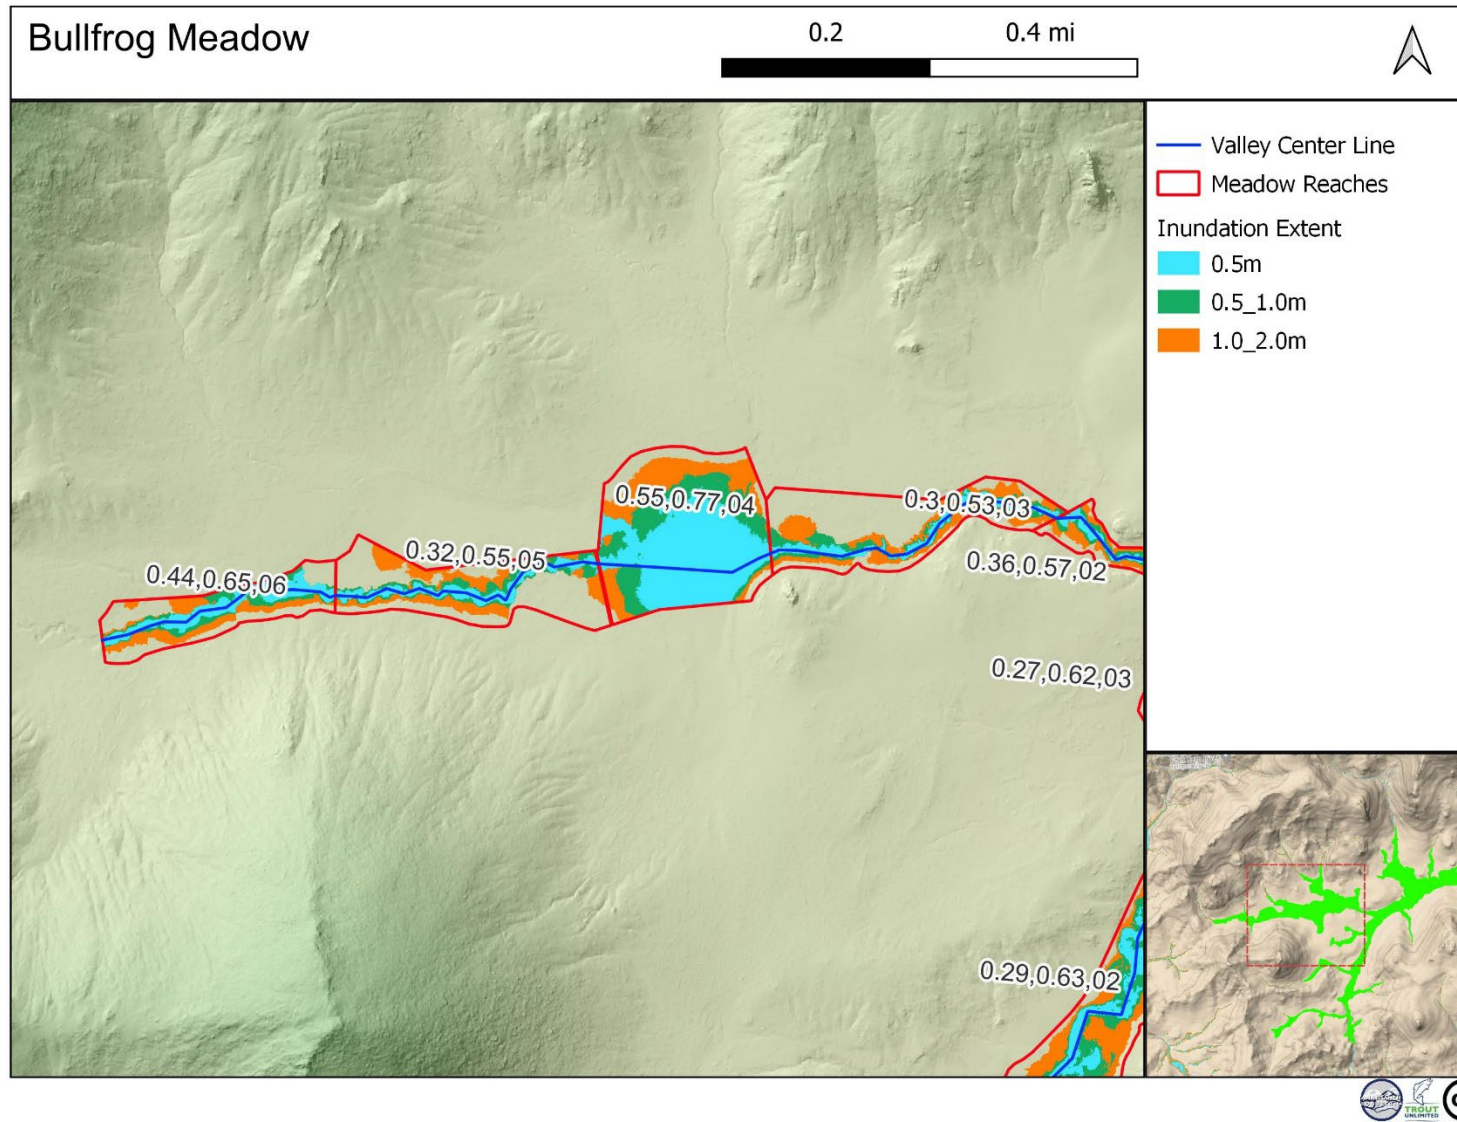 Bullfrog Meadow
0.2
0.4 mi
Valley Center Line
Meadow Reaches
Inundation Extent
0.5m
0.5_1.0m
1.0_2.0m
0.55,0.77,04
0.3,0.53,03
0.32,0.55,05
0.36,0.57,02
0.44,0.65,06
0.27,0.62,03
0.29,0.63,02
TROUT
UNLIMITED